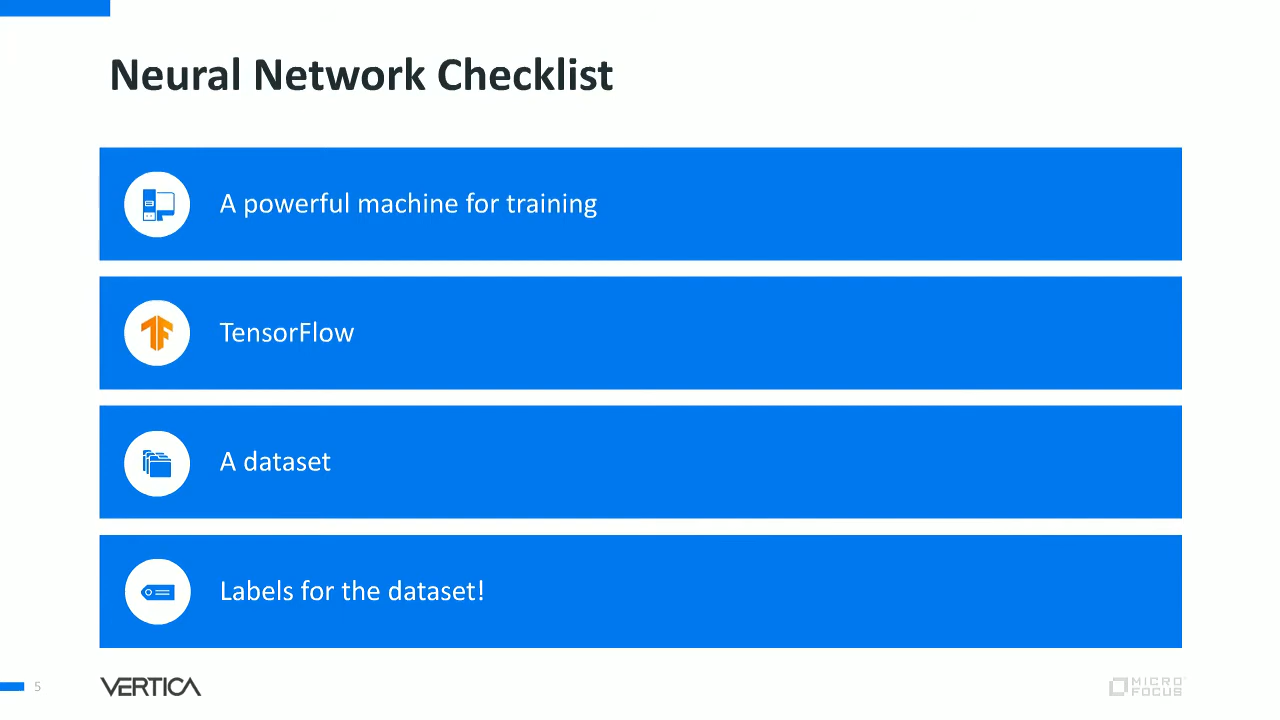 Neural Network Checklist
A powerful machine for training
TensorFlow
A dataset
Labels for the dataset!
5
VERTICA
MICRO
FOCUS